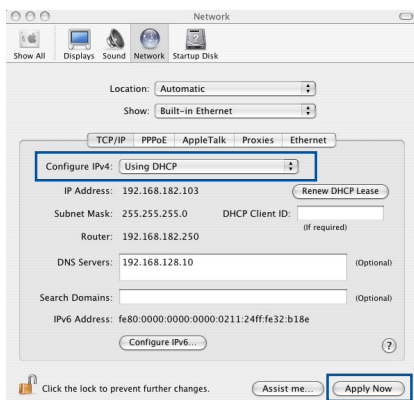 Network
Show All Displays Sound Network Startup Disk
Location: Automatic
Show: Built-in Ethernet
TCP/IP PPPoE AppleTalk Proxies Ethernet
Configure IPv4: Using DHCP
IP Address: 192.168.182.103 Renew DHCP Lease
Subnet Mask: 255.255.255.0 DHCP Client ID:
(If required)
Router: 192.168.182.250
DNS Servers: 192.168.128.10 (Optional)
Search Domains: (Optional)
IPv6 Address: fe80:0000:0000:0000:0211:24ff:fe32:b18e
Configure IPv6...
?
Click the lock to prevent further changes. Assist me... Apply Now